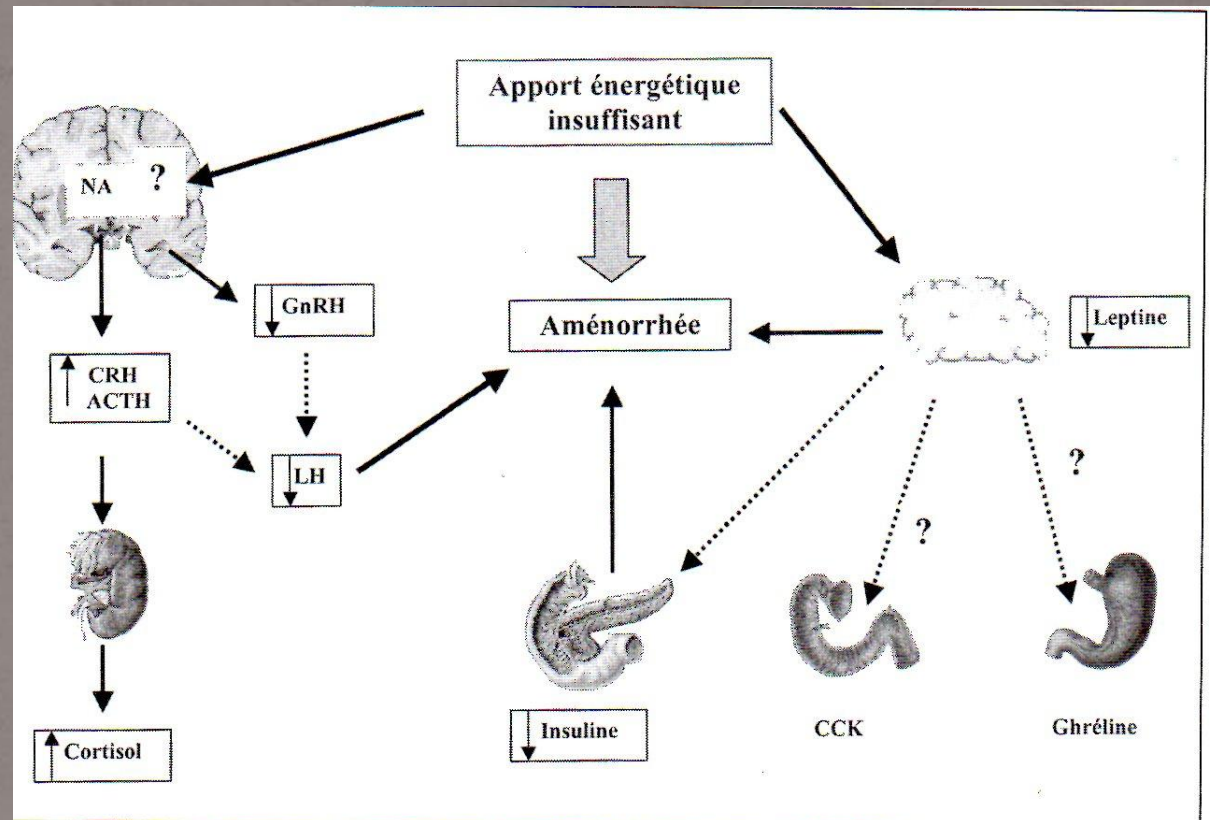 Apport énergétique
insuffisant
NA
?
GnRH
Aménorrhée
Leptine
CRH
ACTH
LH
?
?
Insuline
CCK
Ghréline
Cortisol